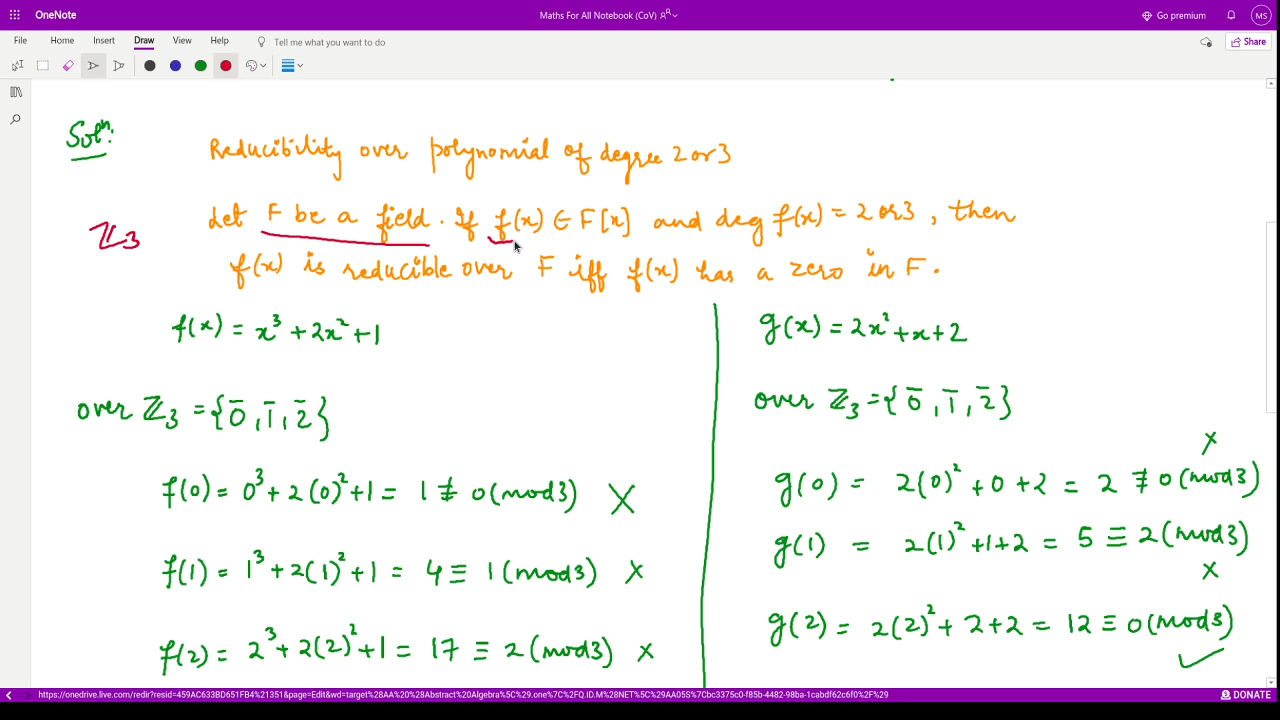 OneNote
Maths For All Notebook (CoV)
Go premium
MS
File Home Insert Draw View Help Tell me what you want to do
Share
Solⁿ:
Reducibility over polynomial of degree 2 or 3
ℤ₃
Let F be a field. If f(x) ∈ F[x] and deg f(x) = 2 or 3, then
f(x) is reducible over F iff f(x) has a zero in F.
f(x) = x³ + 2x² + 1
over ℤ₃ = {0̄, 1̄, 2̄}
f(0) = 0³ + 2(0)² + 1 = 1 ≢ 0 (mod 3) X
f(1) = 1³ + 2(1)² + 1 = 4 ≡ 1 (mod 3) X
f(2) = 2³ + 2(2)² + 1 = 17 ≡ 2 (mod 3) X
g(x) = 2x² + x + 2
over ℤ₃ = {0̄, 1̄, 2̄}
X
g(0) = 2(0)² + 0 + 2 = 2 ≢ 0 (mod 3)
g(1) = 2(1)² + 1 + 2 = 5 ≡ 2 (mod 3)
X
g(2) = 2(2)² + 2 + 2 = 12 ≡ 0 (mod 3)
✓
DONATE